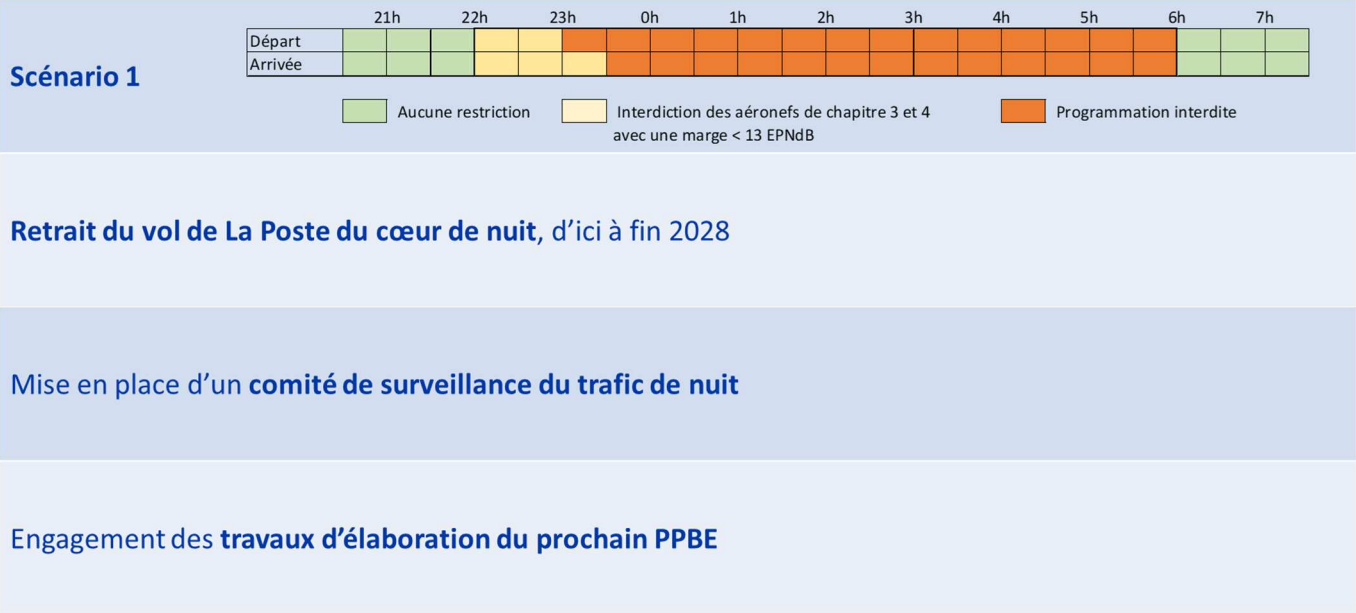 21h 22h 23h 0h 1h 2h 3h 4h 5h 6h 7h
Départ
Arrivée
Scénario 1
Aucune restriction
Interdiction des aéronefs de chapitre 3 et 4
avec une marge < 13 EPNdB
Programmation interdite
Retrait du vol de La Poste du cœur de nuit, d’ici à fin 2028
Mise en place d’un comité de surveillance du trafic de nuit
Engagement des travaux d’élaboration du prochain PPBE